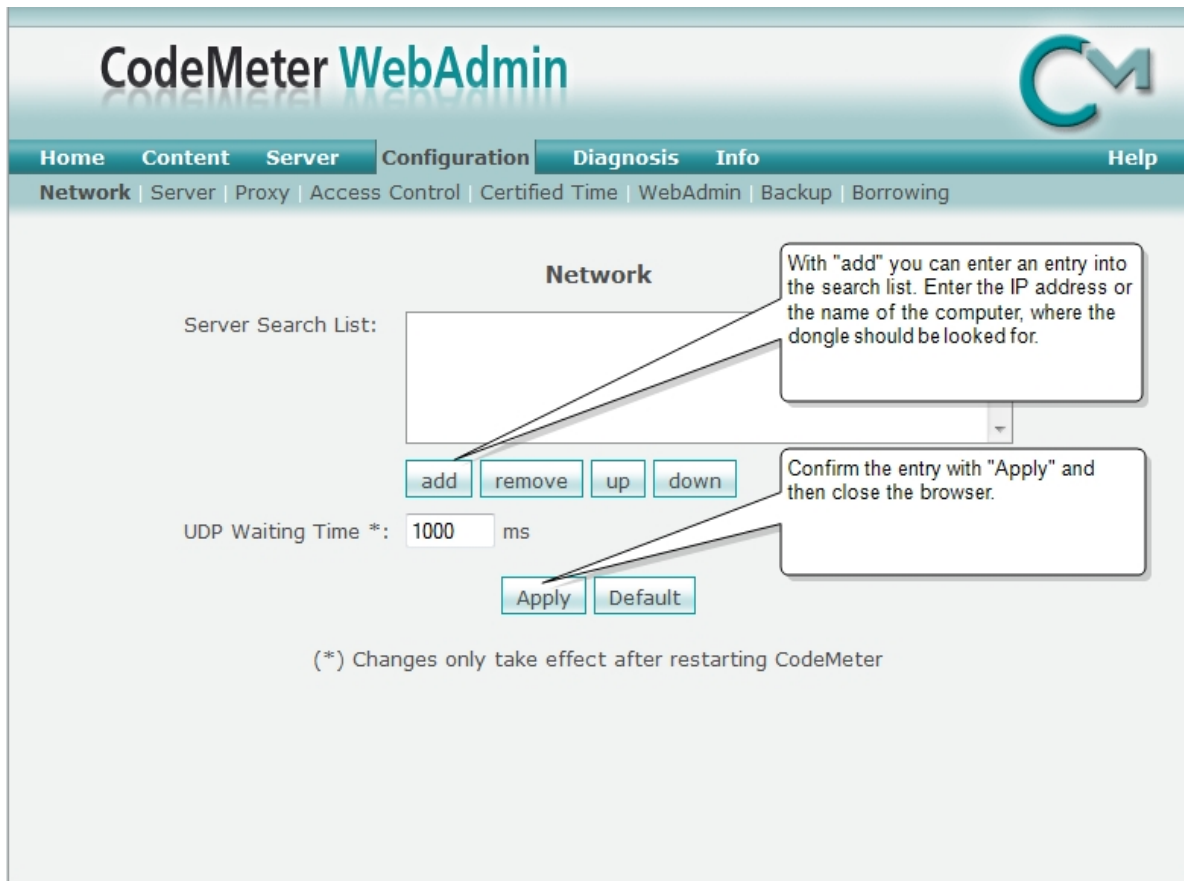 CodeMeter WebAdmin
CM
Home Content Server Configuration Diagnosis Info Help
Network | Server | Proxy | Access Control | Certified Time | WebAdmin | Backup | Borrowing
Network
With "add" you can enter an entry into
the search list. Enter the IP address or
the name of the computer, where the
dongle should be looked for.
Server Search List:
add remove up down
Confirm the entry with "Apply" and
then close the browser.
UDP Waiting Time *: 1000 ms
Apply Default
(*) Changes only take effect after restarting CodeMeter